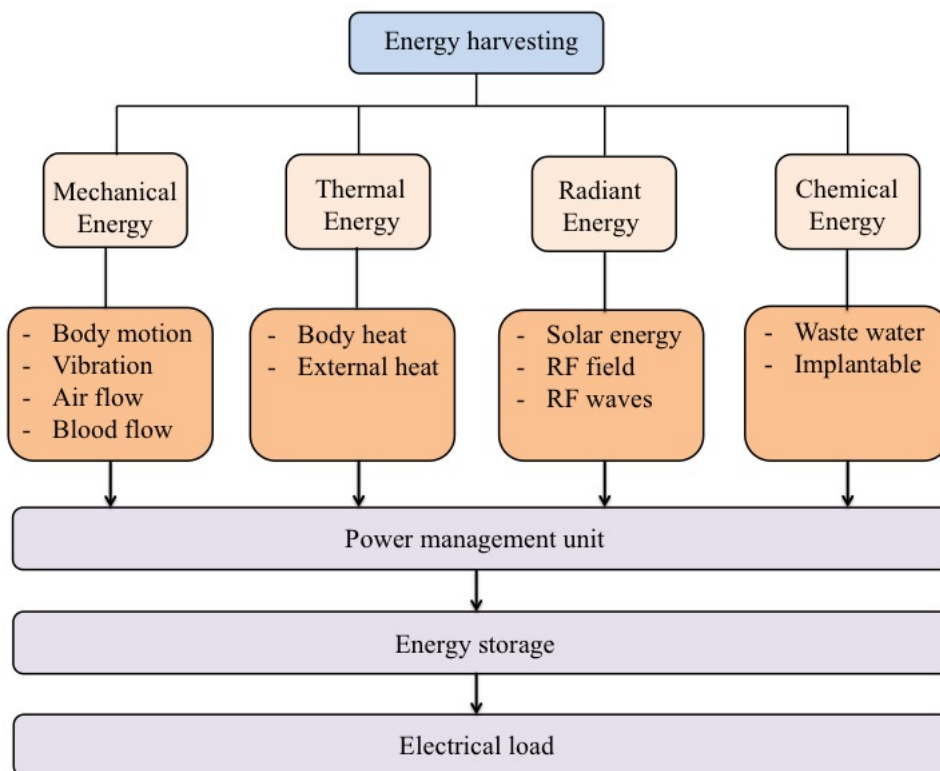 Energy harvesting
Mechanical
Energy
Thermal
Energy
Radiant
Energy
Chemical
Energy
- Body motion
- Vibration
- Air flow
- Blood flow
- Body heat
- External heat
- Solar energy
- RF field
- RF waves
- Waste water
- Implantable
Power management unit
Energy storage
Electrical load